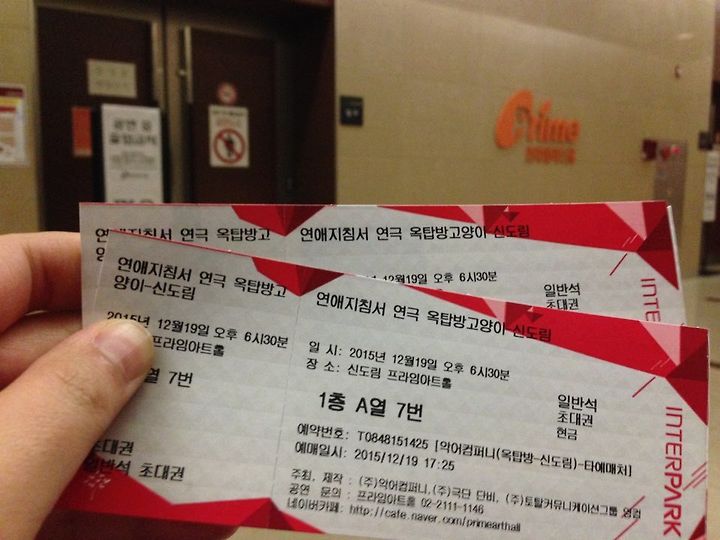 Prime
연애지침서 연극 옥탑방고양이 신도림
12월19일 오후 6시30분
일반석
초대권
INTER
연애지침서 연극 옥탑방고
양이-신도림
2015년 12월19일 오후 6시30분
프라임아트홀
열 7번
초대권
일반석 초대권
연애지침서 연극 옥탑방고양이 신도림
일 시: 2015년 12월19일 오후 6시30분
장 소: 신도림 프라임아트홀
1층 A열 7번
일반석
초대권
현금
예약번호: T0848151425 [악어컴퍼니(옥탑방-신도림)-타예매처]
예매일시: 2015/12/19 17:25
주최, 제작 : (주)악어컴퍼니,(주)극단 단비, (주)토탈커뮤니케이션그룹 영컴
공연 문의 : 프라임아트홀 02-2111-1146
네이버카페: http://cafe.naver.com/primearthall
INTERPARK